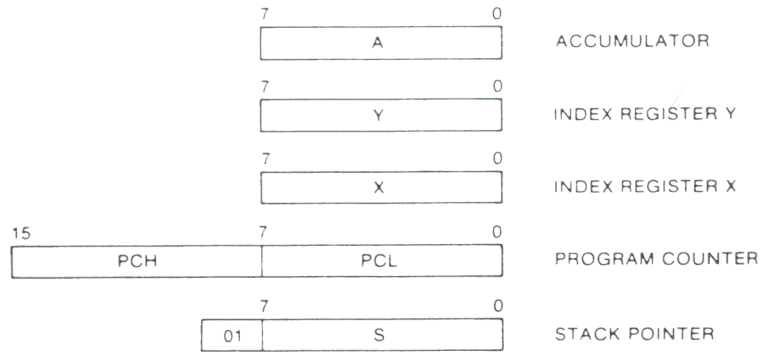 7 0
A ACCUMULATOR
7 0
Y INDEX REGISTER Y
7 0
X INDEX REGISTER X
15 7 0
PCH PCL PROGRAM COUNTER
7 0
01 S STACK POINTER